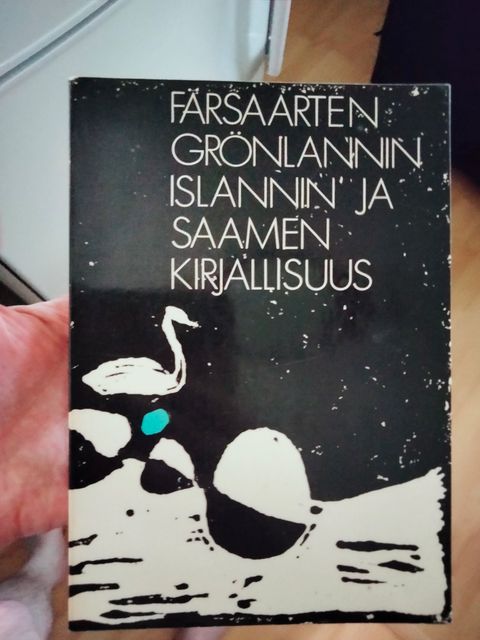 FÄRSAARTEN
GRÖNLANNIN
ISLANNIN JA
SAAMEN
KIRJALLISUUS